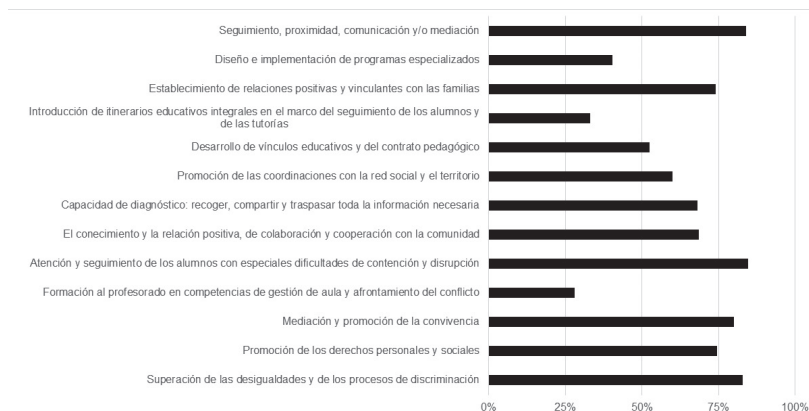 Seguimiento, proximidad, comunicación y/o mediación
Diseño e implementación de programas especializados
Establecimiento de relaciones positivas y vinculantes con las familias
Introducción de itinerarios educativos integrales en el marco del seguimiento de los alumnos y
de las tutorías
Desarrollo de vínculos educativos y del contrato pedagógico
Promoción de las coordinaciones con la red social y el territorio
Capacidad de diagnóstico: recoger, compartir y traspasar toda la información necesaria
El conecimiento y la relación positiva, de colaboración y cooperación con la comunidad
Atención y seguimiento de los alumnos con especiales dificultades de contención y disrupción
Formación al profesorado en competencias de gestión de aula y afrontamiento del conflicto
Mediación y promoción de la convivencia
Promoción de los derechos personales y sociales
Superación de las desigualdades y de los procesos de discriminación
0% 25% 50% 75% 100%